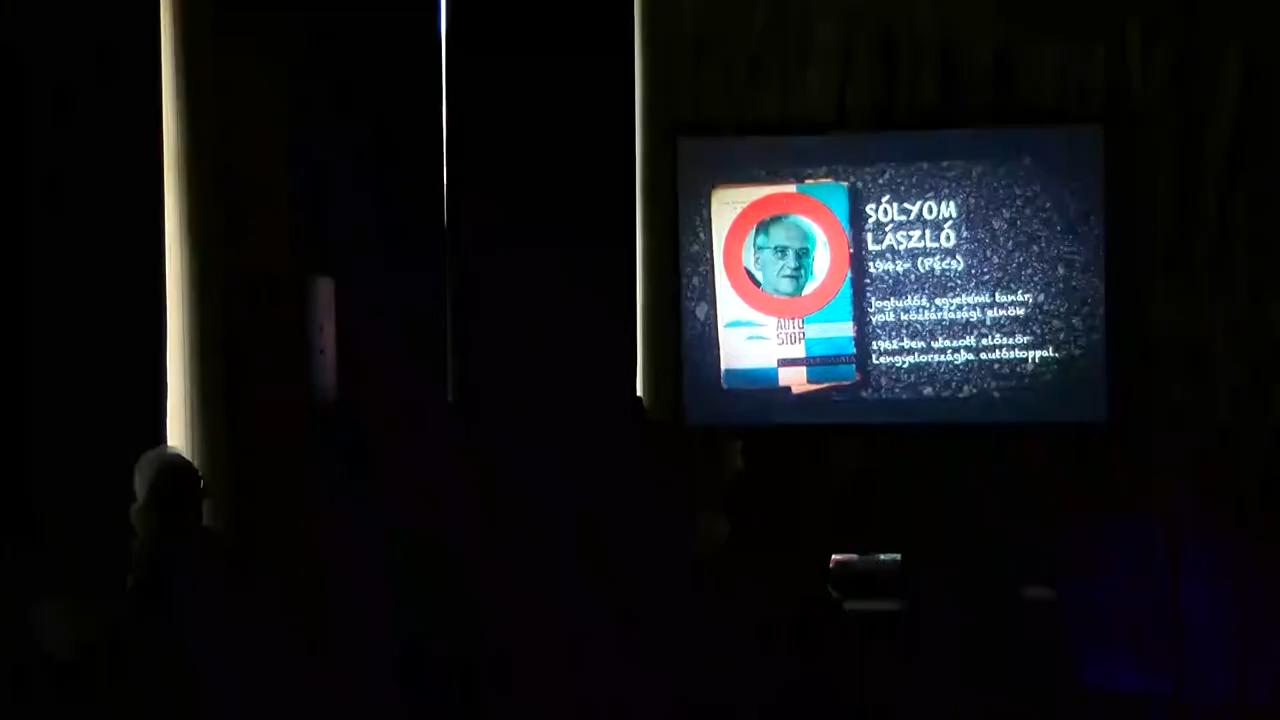 AUTO
STOP
SÓLYOM
LÁSZLÓ
1942- (Pécs)
Jogtudós, egyetemi tanár,
volt köztársasági elnök
1962-ben utazott először
Lengyelországba autóstoppal.